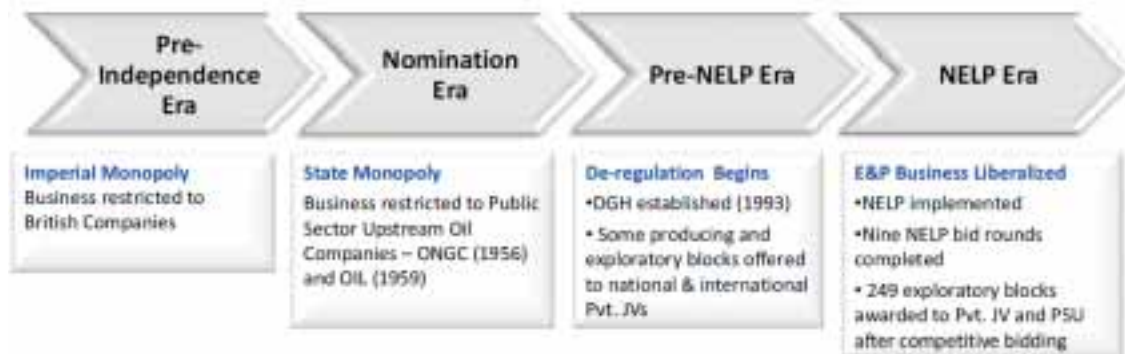 Pre-
Independence
Era
Nomination
Era
Pre-NELP Era
NELP Era
Imperial Monopoly
Business restricted to
British Companies
State Monopoly
Business restricted to Public
Sector Upstream Oil
Companies – ONGC (1956)
and OIL (1959)
De-regulation Begins
•DGH established (1993)
• Some producing and
exploratory blocks offered
to national & international
Pvt. JVs
E&P Business Liberalized
•NELP implemented
•Nine NELP bid rounds
completed
• 249 exploratory blocks
awarded to Pvt. JV and PSU
after competitive bidding